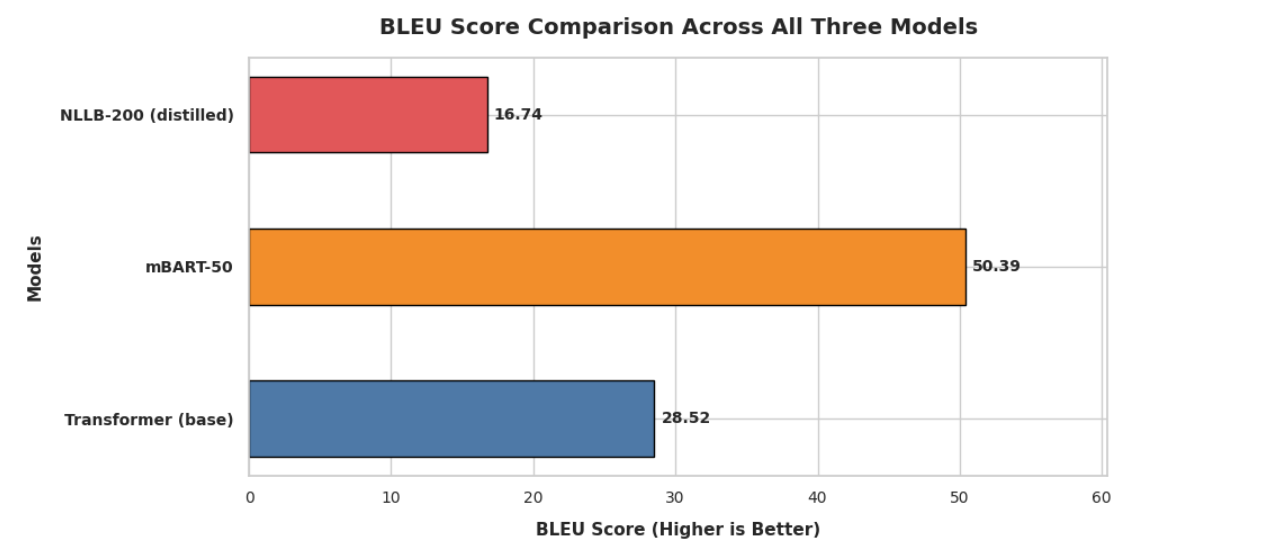 BLEU Score Comparison Across All Three Models
NLLB-200 (distilled)
16.74
Models
mBART-50
50.39
Transformer (base)
28.52
0 10 20 30 40 50 60
BLEU Score (Higher is Better)